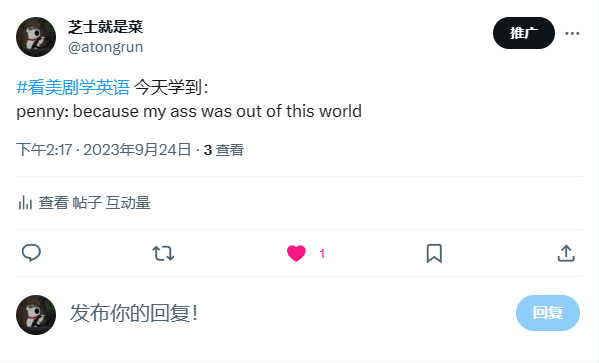 芝士就是菜
@atongrun
推广
#看美剧学英语 今天学到：
penny: because my ass was out of this world
下午2:17 · 2023年9月24日 · 3 查看
查看 帖子 互动量
1
发布你的回复！
回复